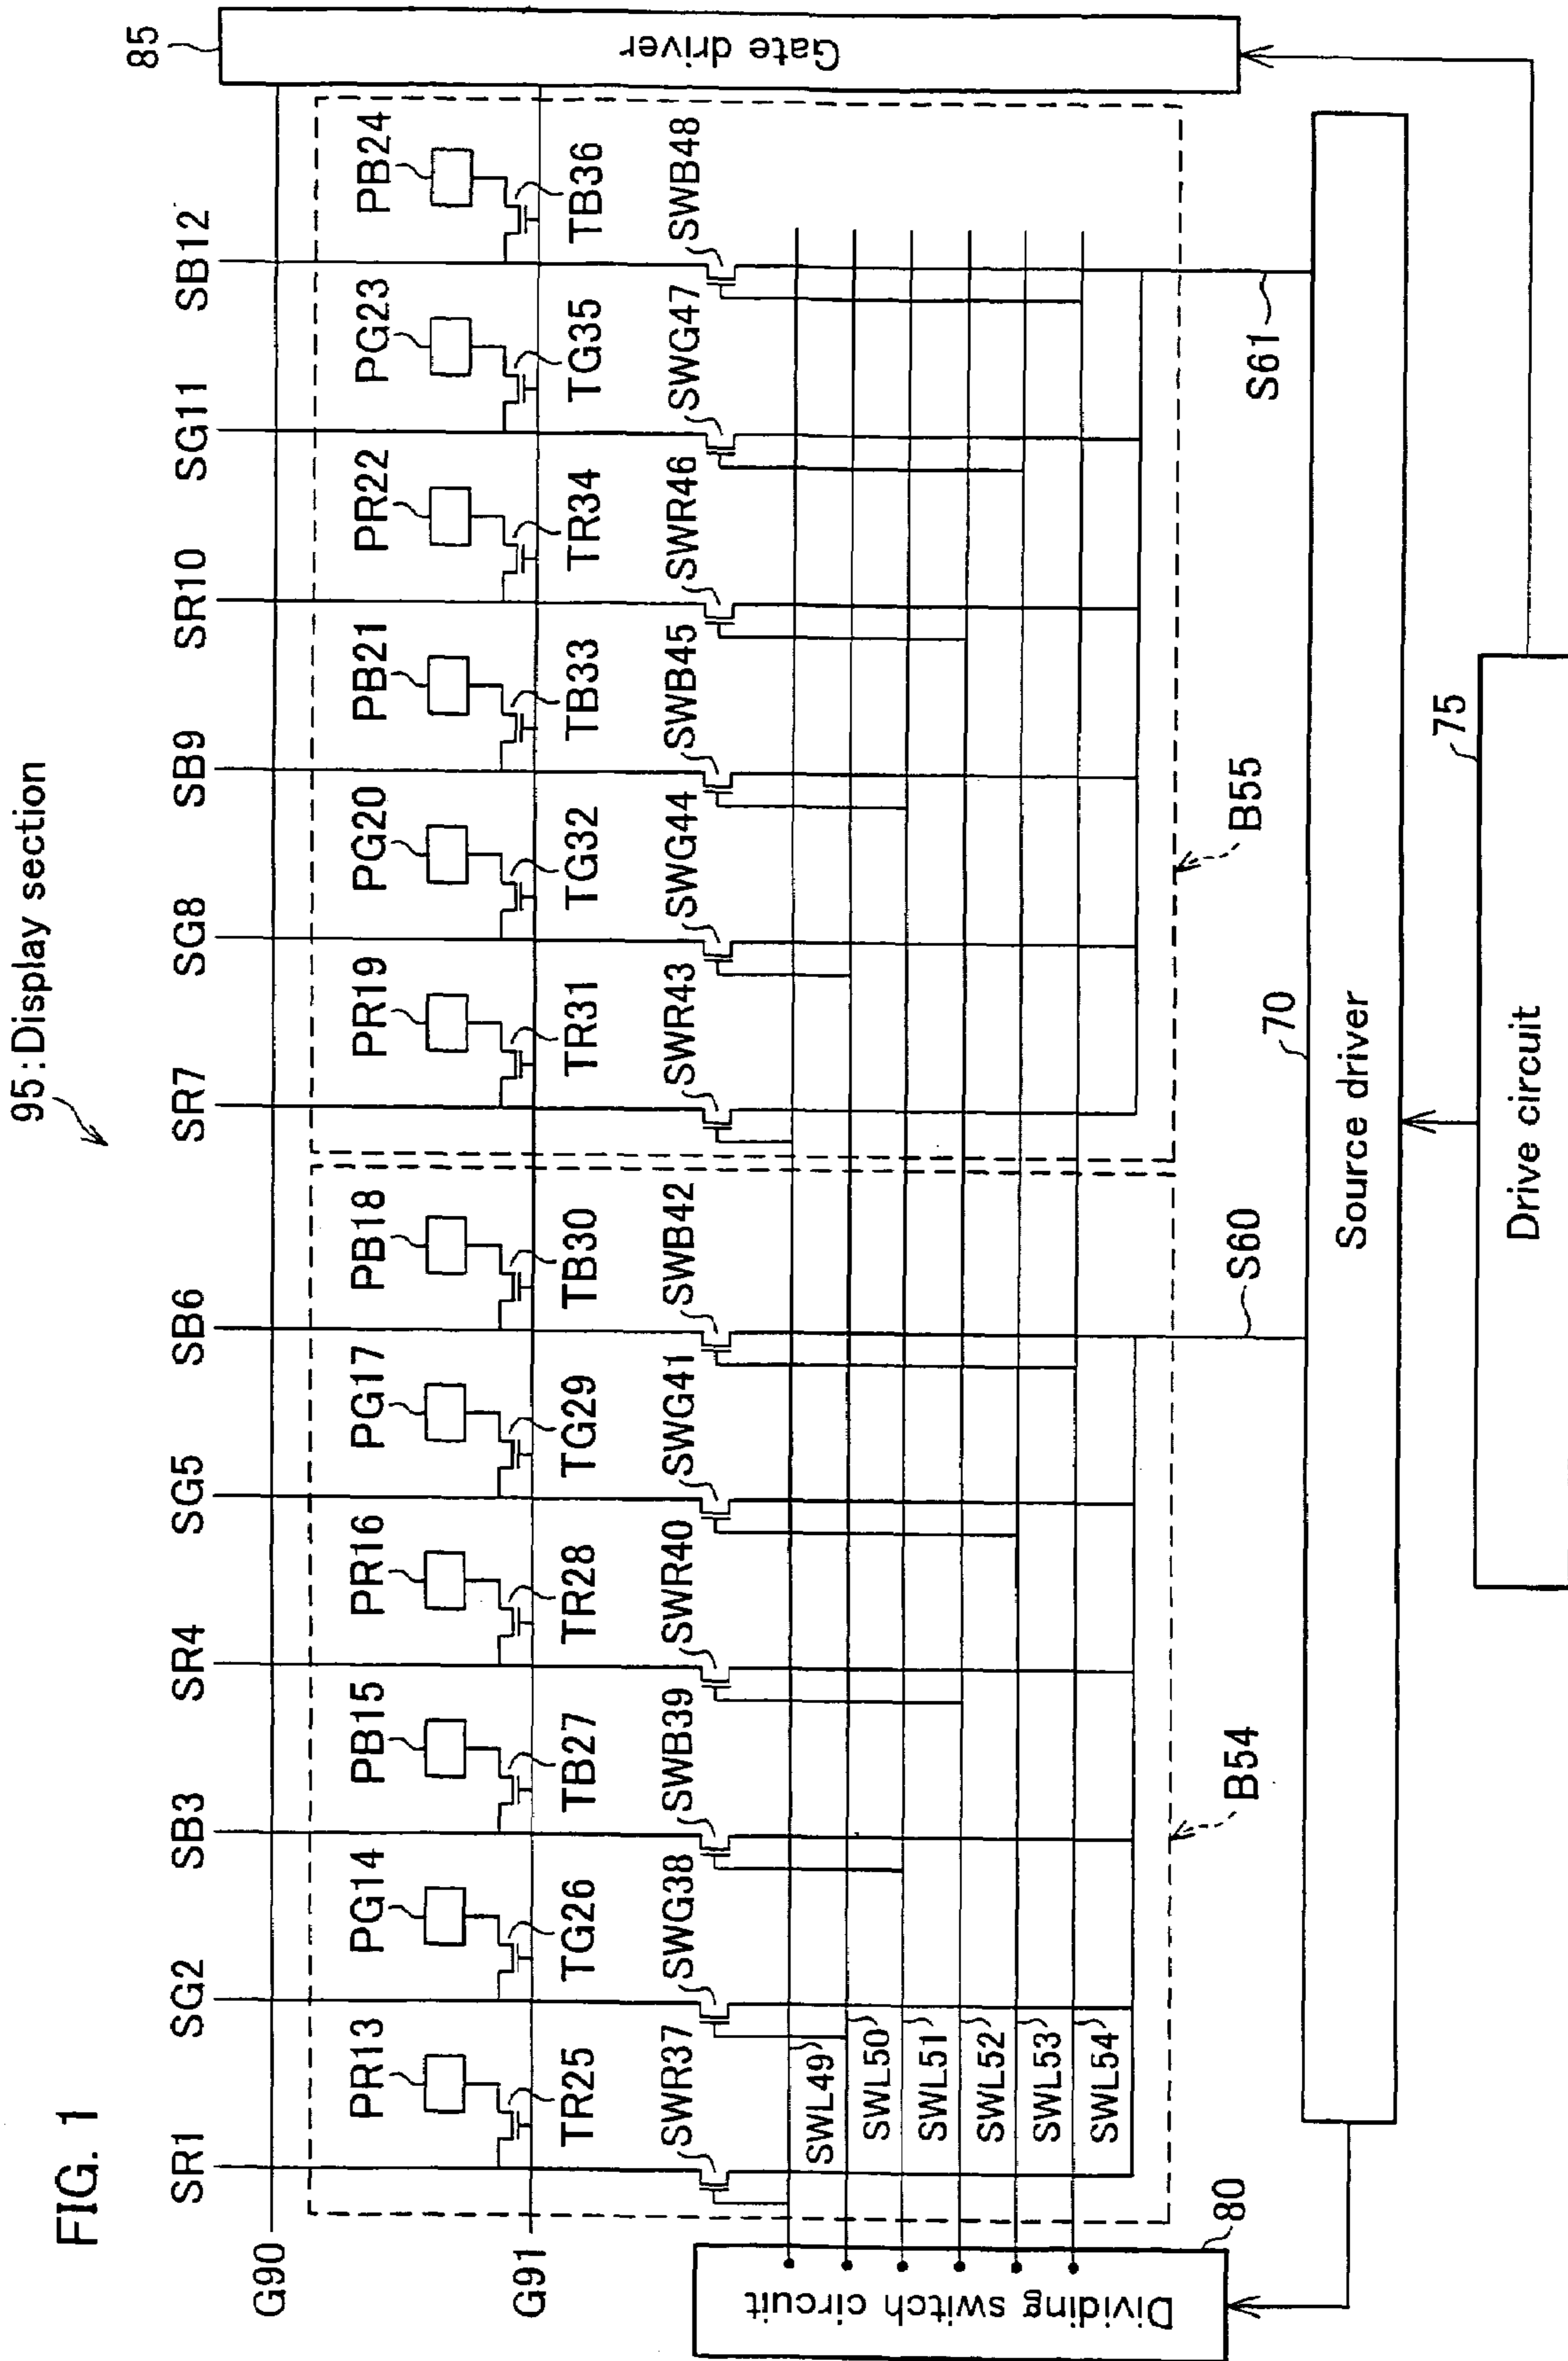 FIG. 1
95:Display section
SR1 SG2 SB3 SR4 SG5 SB6 SR7 SG8 SB9 SR10 SG11 SB12
85
G90
Gate driver
PR13 PG14 PB15 PR16 PG17 PB18 PR19 PG20 PB21 PR22 PG23 PB24
G91
TR25 TG26 TB27 TR28 TG29 TB30 TR31 TG32 TB33 TR34 TG35 TB36
SWR37 SWG38 SWB39 SWR40 SWG41 SWB42 SWR43 SWG44 SWB45 SWR46 SWG47 SWB48
Dividing switch circuit
SWL49
SWL50
SWL51
SWL52
SWL53
SWL54
80
B54
S60
B55
S61
70
Source driver
75
Drive circuit